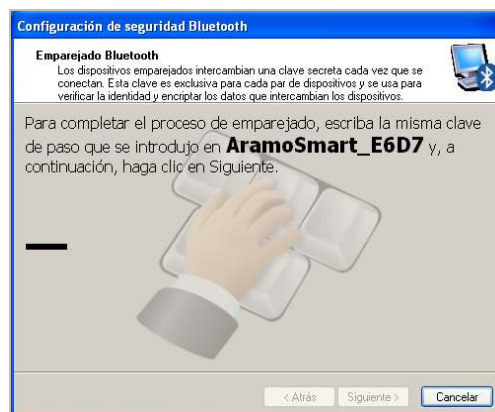 Configuración de seguridad Bluetooth
Emparejado Bluetooth
Los dispositivos emparejados intercambian una clave secreta cada vez que se
conectan. Esta clave es exclusiva para cada par de dispositivos y se usa para
verificar la identidad y encriptar los datos que intercambian los dispositivos.
Para completar el proceso de emparejado, escriba la misma clave
de paso que se introdujo en AramoSmart_E6D7 y, a
continuación, haga clic en Siguiente.
< Atrás Siguiente > Cancelar